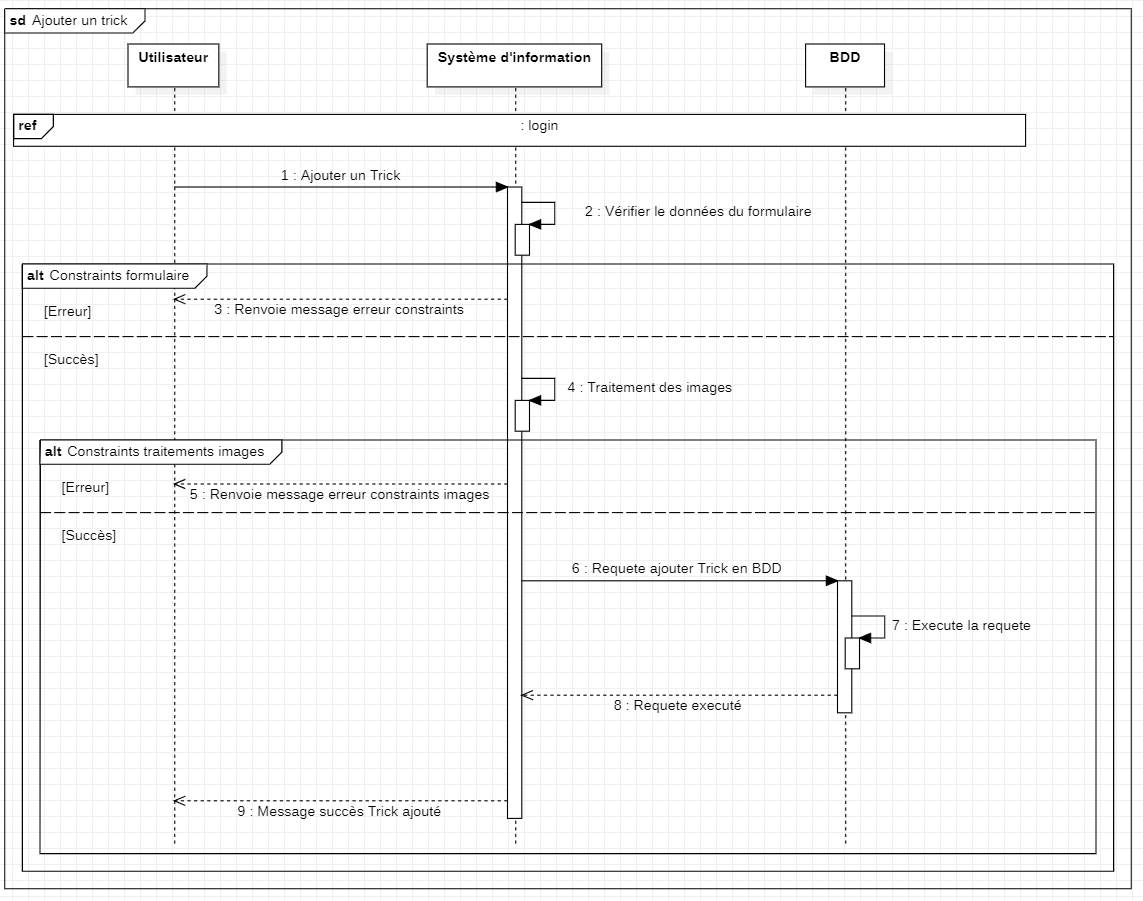 sd Ajouter un trick
Utilisateur
Système d'information
BDD
ref
: login
1 : Ajouter un Trick
2 : Vérifier le données du formulaire
alt Constraints formulaire
[Erreur]
3 : Renvoie message erreur constraints
[Succès]
4 : Traitement des images
alt Constraints traitements images
[Erreur]
5 : Renvoie message erreur constraints images
[Succès]
6 : Requete ajouter Trick en BDD
7 : Execute la requete
8 : Requete executé
9 : Message succès Trick ajouté